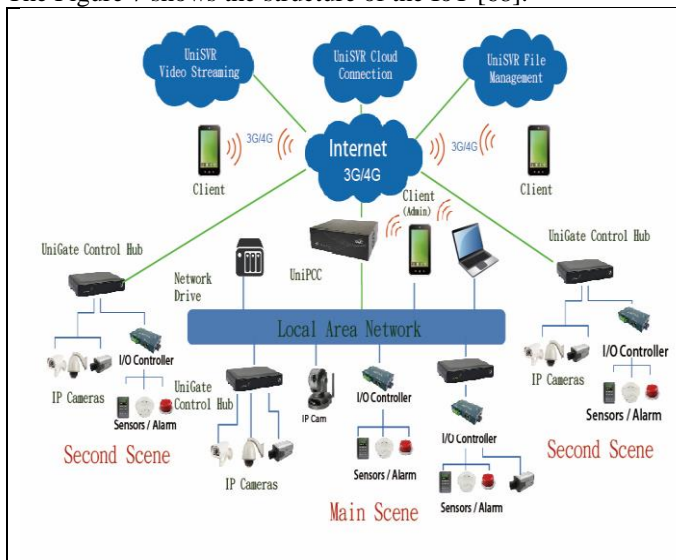 The Figure 7 shows the structure of the IoT [66].
UniSVR
Video Streaming
UniSVR Cloud
Connection
UniSVR File
Management
3G/4G
Client
Internet
3G/4G
3G/4G
Client
Client
(Admin)
UniGate Control Hub
Network
Drive
UniPCC
UniGate Control Hub
Local Area Network
I/O Controller
IP Cameras
Sensors / Alarm
Second Scene
UniGate
Control Hub
IP Cameras
IP Cam
I/O Controller
Sensors / Alarm
Main Scene
I/O Controller
Sensors / Alarm
I/O Controller
IP Cameras
Sensors / Alarm
Second Scene